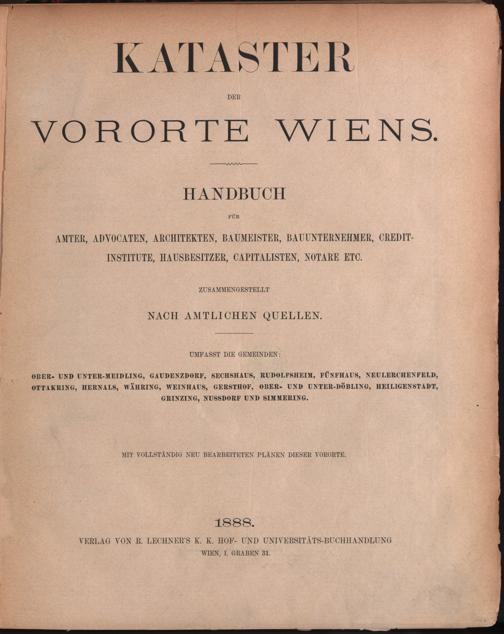 KATASTER
DER
VORORTE WIENS.
HANDBUCH
FÜR
ÄMTER, ADVOCATEN, ARCHITEKTEN, BAUMEISTER, BAUUNTERNEHMER, CREDIT-
INSTITUTE, HAUSBESITZER, CAPITALISTEN, NOTARE ETC.
ZUSAMMENGESTELLT
NACH AMTLICHEN QUELLEN.
UMFASST DIE GEMEINDEN:
OBER- UND UNTER-MEIDLING, GAUDENZDORF, SECHSHAUS, RUDOLFSHEIM, FÜNFHAUS, NEULERCHENFELD,
OTTAKRING, HERNALS, WÄHRING, WEINHAUS, GERSTHOF, OBER- UND UNTER-DÖBLING, HEILIGENSTADT,
GRINZING, NUSSDORF UND SIMMERING.
MIT VOLLSTÄNDIG NEU BEARBEITETEN PLÄNEN DIESER VORORTE.
1888.
VERLAG VON R. LECHNER'S K. K. HOF- UND UNIVERSITÄTS-BUCHHANDLUNG
WIEN, I. GRABEN 31.